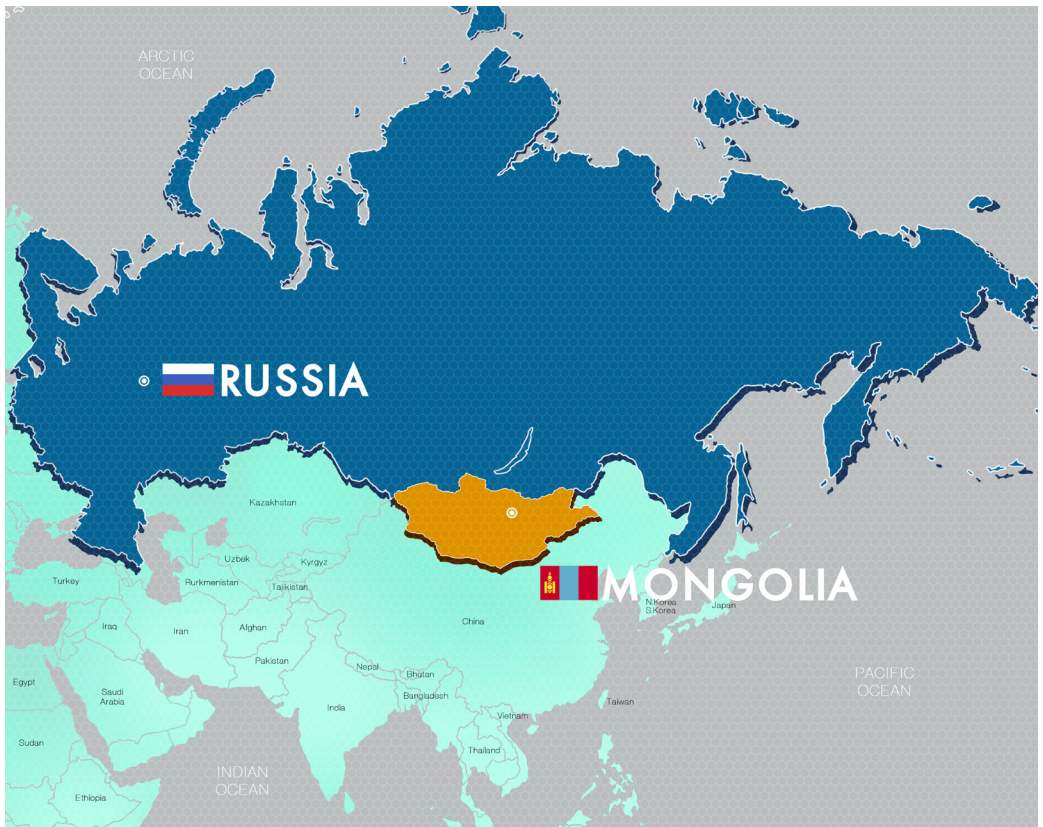 ARCTIC
OCEAN
RUSSIA
Kazakhstan
Uzbek
Kyrgyz
Turkey
Rurkmenistan
Tajikistan
MONGOLIA
N.Korea
S.Korea
Japan
Iraq
Iran
Afghan
China
Pakistan
Nepal
Bhutan
Egypt
Saudi
Arabia
Bangladesh
India
Talwan
PACIFIC
OCEAN
Vietnam
Sudan
Thailand
INDIAN
OCEAN
Ethiopia